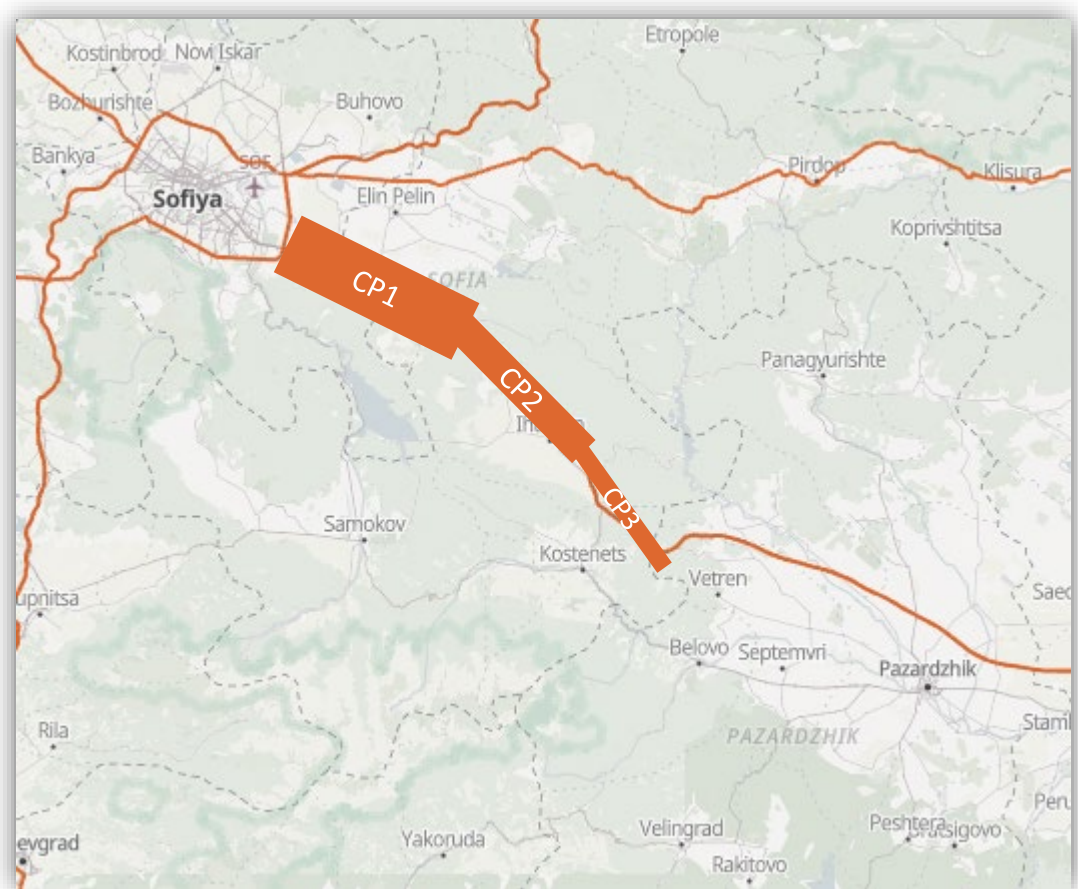 Etropole
Kostinbrod
Novi Iskar
Bozhurishte
Buhovo
Bankya
SOF
Pirdop
Klisura
Sofiya
Elin Pelin
Koprivshtitsa
SOFIA
CP1
Panagyurishte
CP2
CP3
Samokov
Kostenets
Vetren
upnitsa
Saed
Belovo
Septemvri
Pazardzhik
Rila
PAZARDZHIK
Stam
Peru
Yakoruda
Velingrad
Peshtera
evgrad
Rakitovo